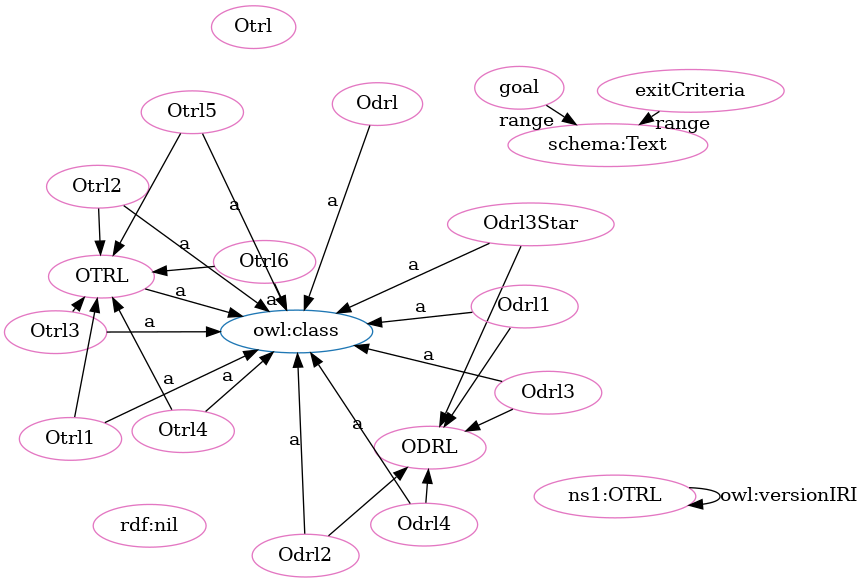 Otrl
goal
exitCriteria
Otrl5
Odrl
range
range
schema:Text
Otrl2
a
a
Odrl3Star
a
Otrl6
a
OTRL
a
a
Odrl1
a
Otrl3
a
owl:class
a
a
a
Odrl3
Otrl1
Otrl4
a
a
ODRL
ns1:OTRL
owl:versionIRI
rdf:nil
Odrl4
Odrl2